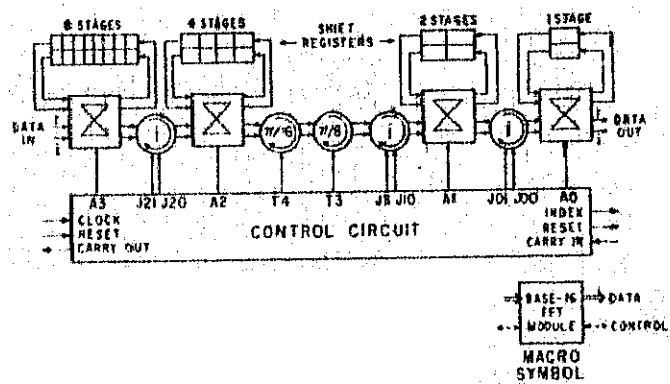 8 STAGES
4 STAGES
SHIFT
REGISTERS
2 STAGES
1 STAGE
DATA
IN
r
i
j
π/16
π/8
j
j
r
i
DATA
OUT
A3
J21 J20
A2
T4
T3
J11 J10
A1
J01 J00
A0
CLOCK
RESET
CARRY OUT
CONTROL CIRCUIT
INDEX
RESET
CARRY IN
BASE-16
FFT
MODULE
DATA
CONTROL
MACRO
SYMBOL